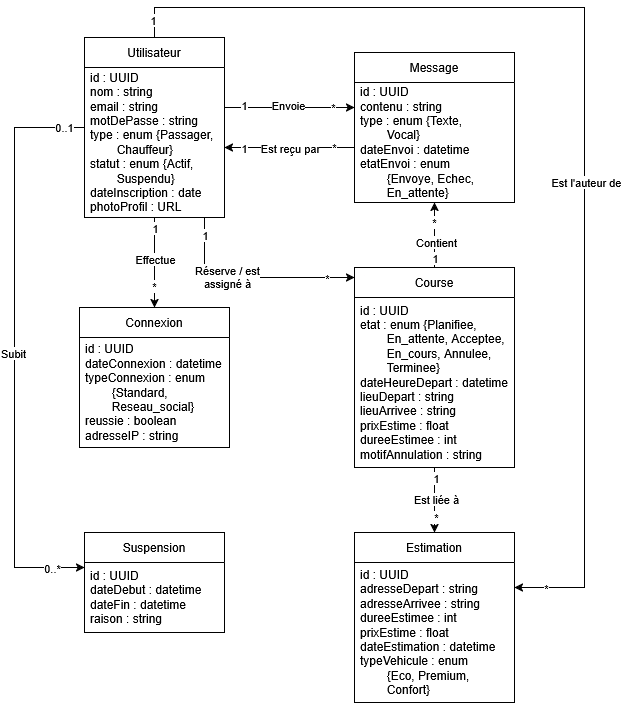 1
Utilisateur
id : UUID
nom : string
email : string
motDePasse : string
type : enum {Passager,
Chauffeur}
statut : enum {Actif,
Suspendu}
dateInscription : date
photoProfil : URL
0..1
1
Envoie
*
1
Est reçu par
*
Message
id : UUID
contenu : string
type : enum {Texte,
Vocal}
dateEnvoi : datetime
etatEnvoi : enum
{Envoye, Echec,
En_attente}
Est l'auteur de
1
Effectue
*
1
Réserve / est
assigné à
*
*
Contient
1
Connexion
id : UUID
dateConnexion : datetime
typeConnexion : enum
{Standard,
Reseau_social}
reussie : boolean
adresseIP : string
Course
id : UUID
etat : enum {Planifiee,
En_attente, Acceptee,
En_cours, Annulee,
Terminee}
dateHeureDepart : datetime
lieuDepart : string
lieuArrivee : string
prixEstime : float
dureeEstimee : int
motifAnnulation : string
Subit
1
Est liée à
*
Suspension
id : UUID
dateDebut : datetime
dateFin : datetime
raison : string
0..*
Estimation
id : UUID
adresseDepart : string
adresseArrivee : string
dureeEstimee : int
prixEstime : float
dateEstimation : datetime
typeVehicule : enum
{Eco, Premium,
Confort}
*